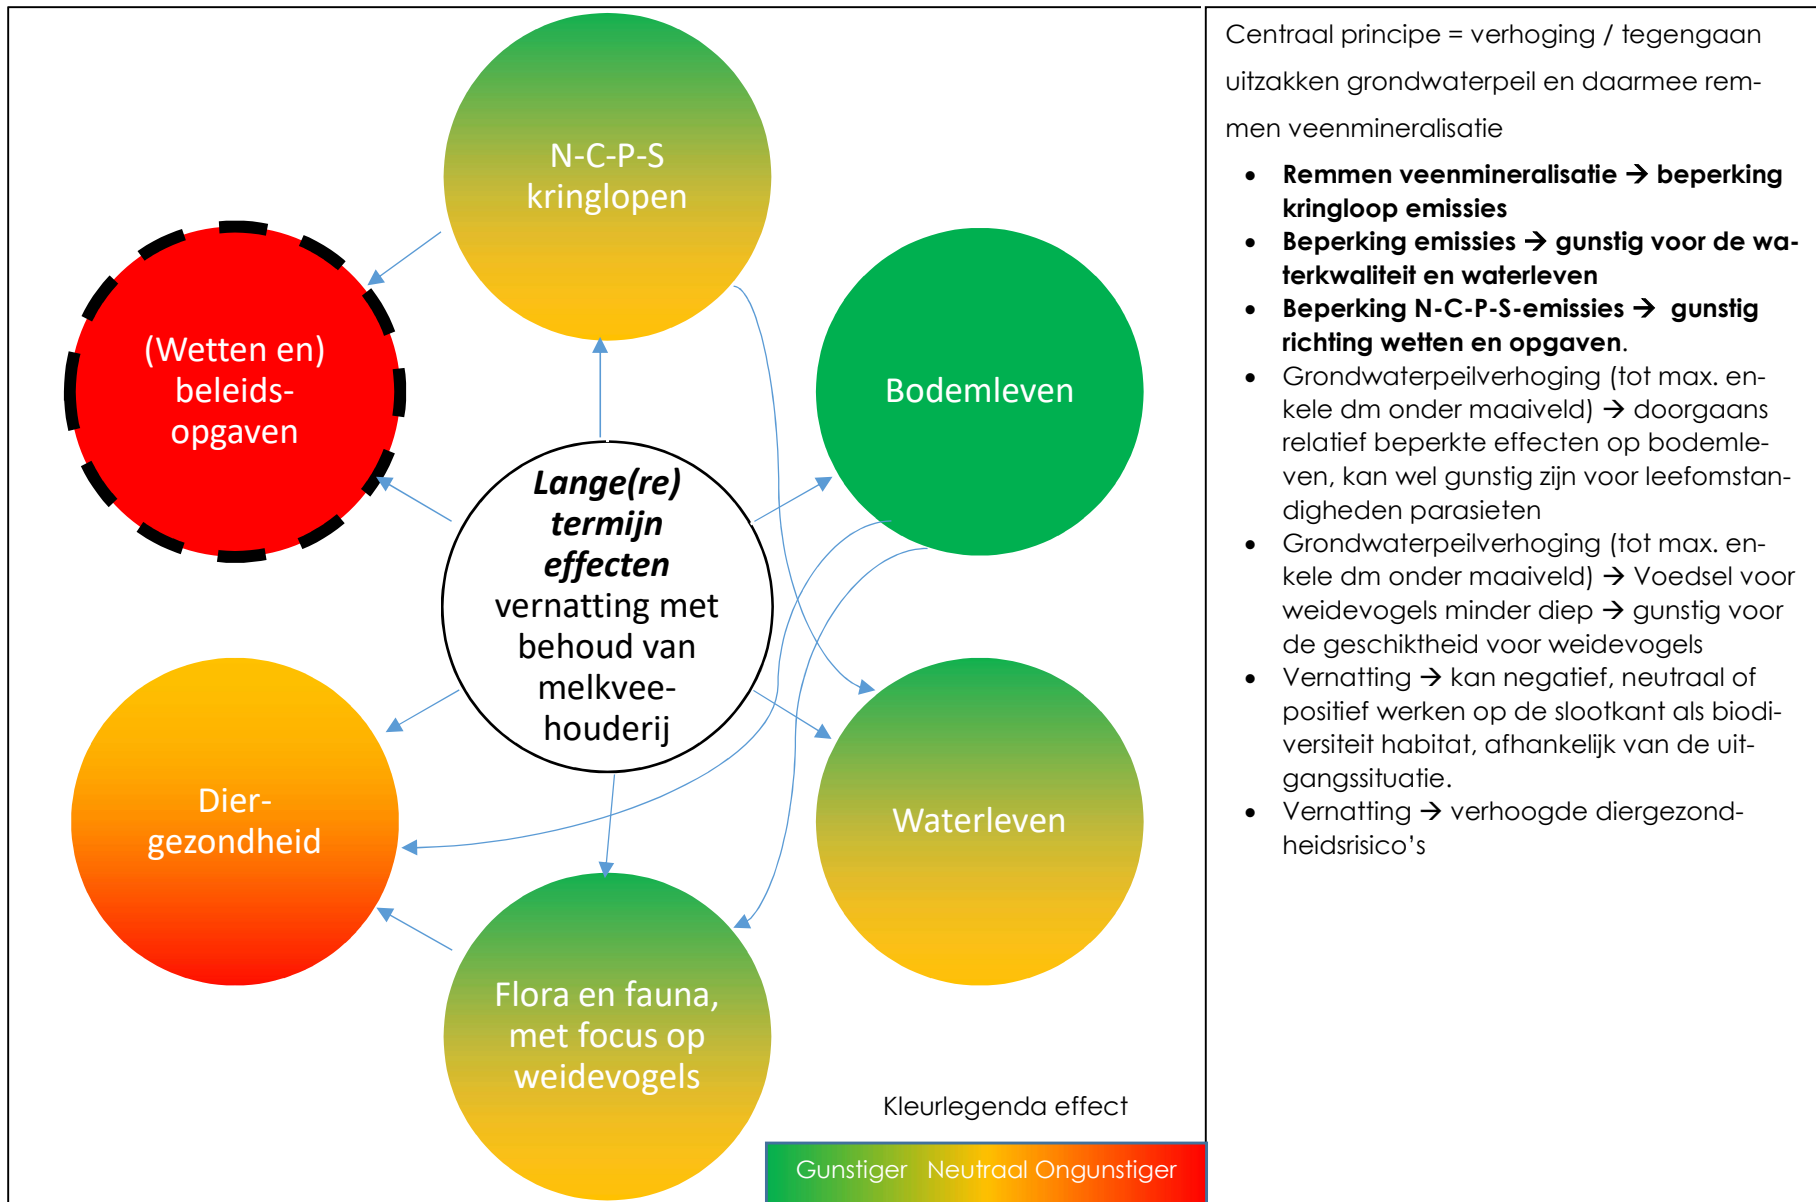 N-C-P-S
kringlopen
(Wetten en)
beleids-
opgaven
Bodemleven
Lange(re)
termijn
effecten
vernatting met
behoud van
melkvee-
houderij
Dier-
gezondheid
Waterleven
Flora en fauna,
met focus op
weidevogels
Kleurlegenda effect
Gunstiger Neutraal Ongunstiger
Centraal principe = verhoging / tegengaan
uitzakken grondwaterpeil en daarmee rem-
men veenmineralisatie
• Remmen veenmineralisatie → beperking
kringloop emissies
• Beperking emissies → gunstig voor de wa-
terkwaliteit en waterleven
• Beperking N-C-P-S-emissies → gunstig
richting wetten en opgaven.
• Grondwaterpeilverhoging (tot max. en-
kele dm onder maaiveld) → doorgaans
relatief beperkte effecten op bodemle-
ven, kan wel gunstig zijn voor leefomstan-
digheden parasieten
• Grondwaterpeilverhoging (tot max. en-
kele dm onder maaiveld) → Voedsel voor
weidevogels minder diep → gunstig voor
de geschiktheid voor weidevogels
• Vernatting → kan negatief, neutraal of
positief werken op de slootkant als biodi-
versiteit habitat, afhankelijk van de uit-
gangssituatie.
• Vernatting → verhoogde diergezond-
heidsrisico's